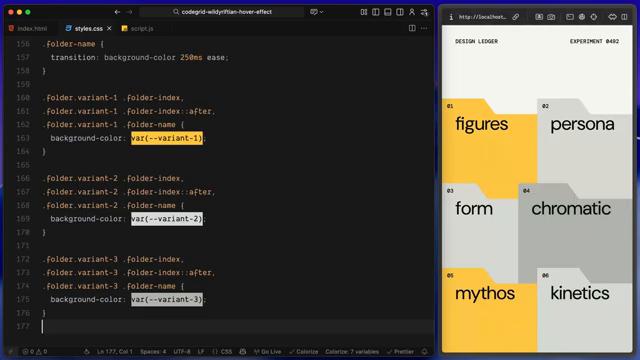 codegrid-wildyriftian-hover-effect
index.html
styles.css
script.js
156 .folder-name {
157 transition: background-color 250ms ease;
158 }
159
160 .folder.variant-1 .folder-index,
161 .folder.variant-1 .folder-index::after,
162 .folder.variant-1 .folder-name {
163 background-color: var(--variant-1);
164 }
165
166 .folder.variant-2 .folder-index,
167 .folder.variant-2 .folder-index::after,
168 .folder.variant-2 .folder-name {
169 background-color: var(--variant-2);
170 }
171
172 .folder.variant-3 .folder-index,
173 .folder.variant-3 .folder-index::after,
174 .folder.variant-3 .folder-name {
175 background-color: var(--variant-3);
176 }
177
Ln 177, Col 1 Spaces: 4 UTF-8 LF {} CSS Go Live Colorize Colorize: 7 variables Prettier
http://localhost
DESIGN LEDGER EXPERIMENT 0492
01 02
figures persona
03 04
form chromatic
05 06
mythos kinetics